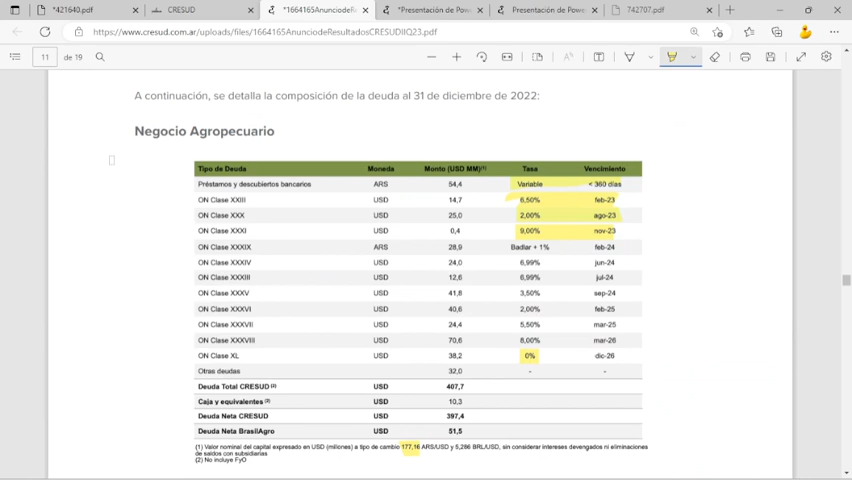 *421640.pdf
CRESUD
*1664165AnunciodeR
*Presentación de Pow
Presentación de Powe
742707.pdf
https://www.cresud.com.ar/uploads/files/1664165AnunciodeResultadosCRESUDIIQ23.pdf
11 de 19
A continuación, se detalla la composición de la deuda al 31 de diciembre de 2022:
Negocio Agropecuario
Tipo de Deuda Moneda Monto (USD MM)(1) Tasa Vencimiento
Préstamos y descubiertos bancarios ARS 54,4 Variable < 360 días
ON Clase XXIII USD 14,7 6,50% feb-23
ON Clase XXX USD 25,0 2,00% ago-23
ON Clase XXXI USD 0,4 9,00% nov-23
ON Clase XXXIX ARS 28,9 Badlar + 1% feb-24
ON Clase XXXIV USD 24,0 6,99% jun-24
ON Clase XXXIII USD 12,6 6,99% jul-24
ON Clase XXXV USD 41,8 3,50% sep-24
ON Clase XXXVI USD 40,6 2,00% feb-25
ON Clase XXXVII USD 24,4 5,50% mar-25
ON Clase XXXVIII USD 70,6 8,00% mar-26
ON Clase XL USD 38,2 0% dic-26
Otras deudas 32,0 - -
Deuda Total CRESUD (2) USD 407,7
Caja y equivalentes (2) USD 10,3
Deuda Neta CRESUD USD 397,4
Deuda Neta BrasilAgro USD 51,5
(1) Valor nominal del capital expresado en USD (millones) a tipo de cambio 177,16 ARS/USD y 5,286 BRL/USD, sin considerar intereses devengados ni eliminaciones
de saldos con subsidiarias
(2) No incluye FyO